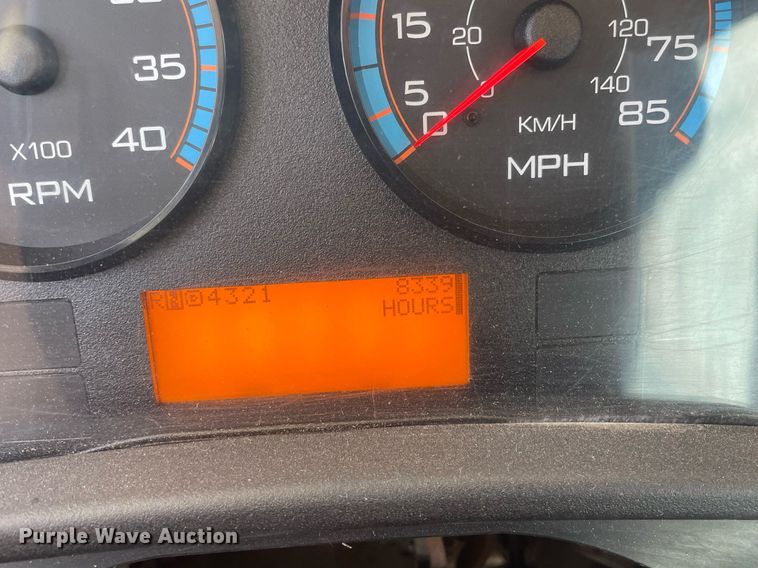 35
40
X100
RPM
15
5
0
20
0
120
140
75
85
KM/H
MPH
R N D 4321 8339
HOURS
Purple Wave Auction